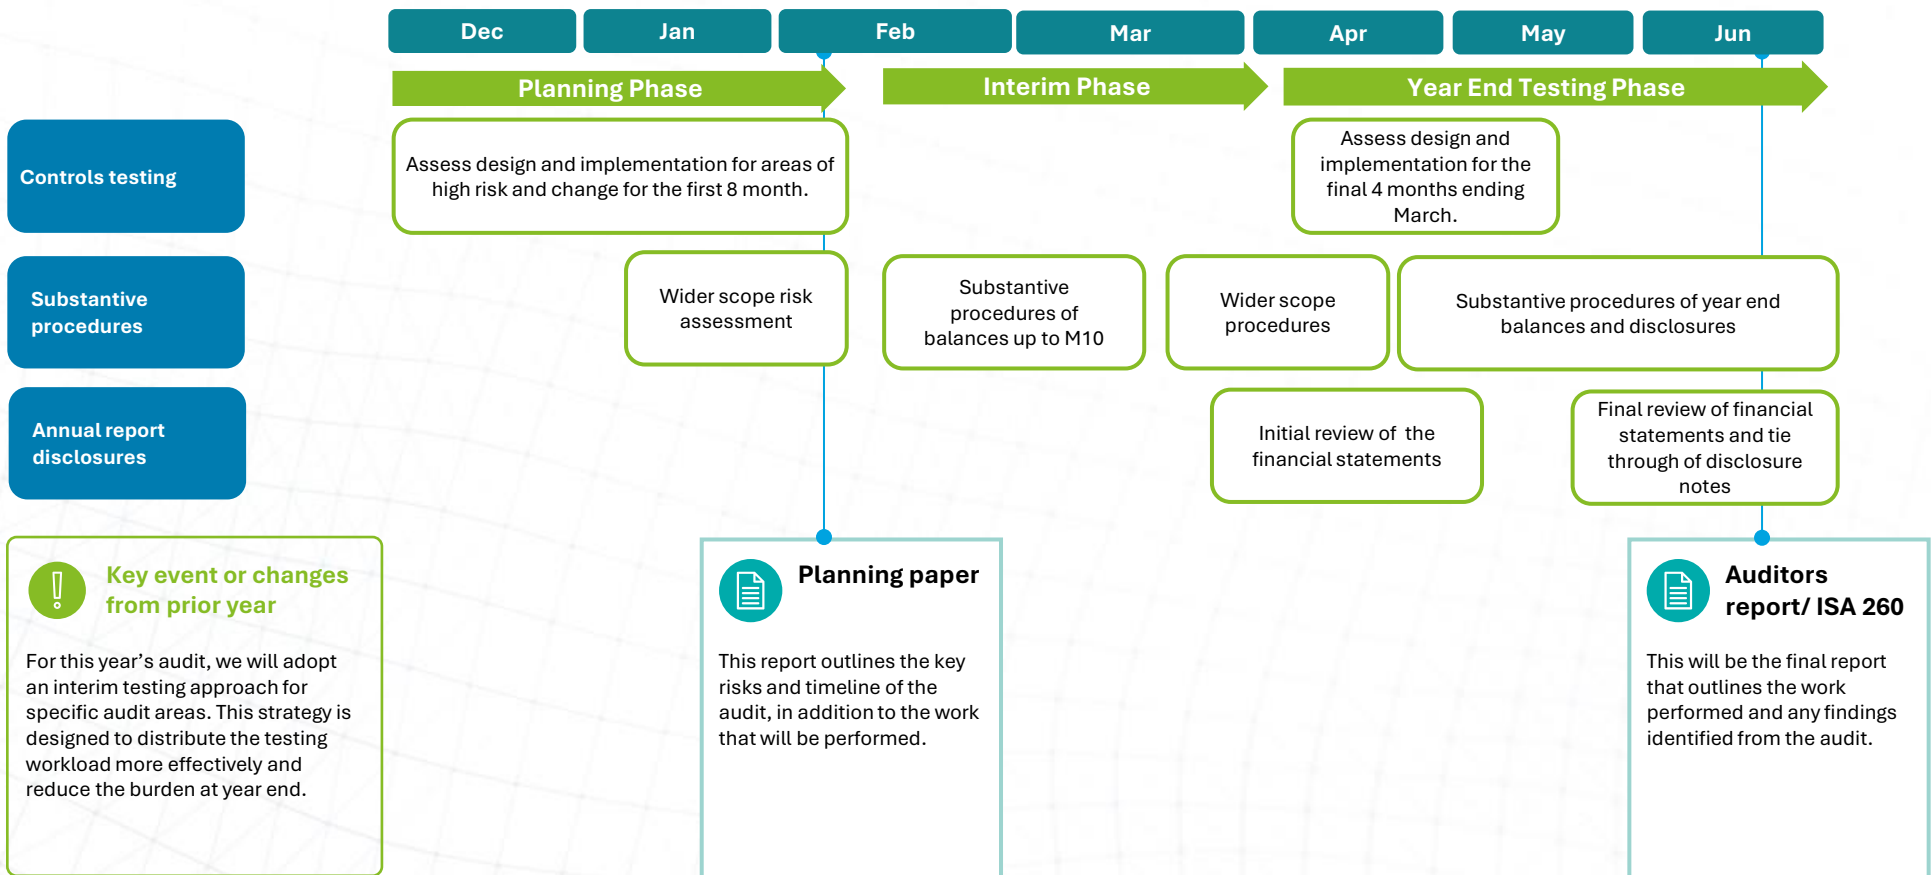 Dec
Jan
Feb
Mar
Apr
May
Jun
Planning Phase
Interim Phase
Year End Testing Phase
Controls testing
Assess design and implementation for areas of
high risk and change for the first 8 month.
Assess design and
implementation for the
final 4 months ending
March.
Substantive
procedures
Wider scope risk
assessment
Substantive
procedures of
balances up to M10
Wider scope
procedures
Substantive procedures of year end
balances and disclosures
Annual report
disclosures
Initial review of the
financial statements
Final review of financial
statements and tie
through of disclosure
notes
Key event or changes
from prior year
For this year’s audit, we will adopt
an interim testing approach for
specific audit areas. This strategy is
designed to distribute the testing
workload more effectively and
reduce the burden at year end.
Planning paper
This report outlines the key
risks and timeline of the
audit, in addition to the work
that will be performed.
Auditors
report/ ISA 260
This will be the final report
that outlines the work
performed and any findings
identified from the audit.